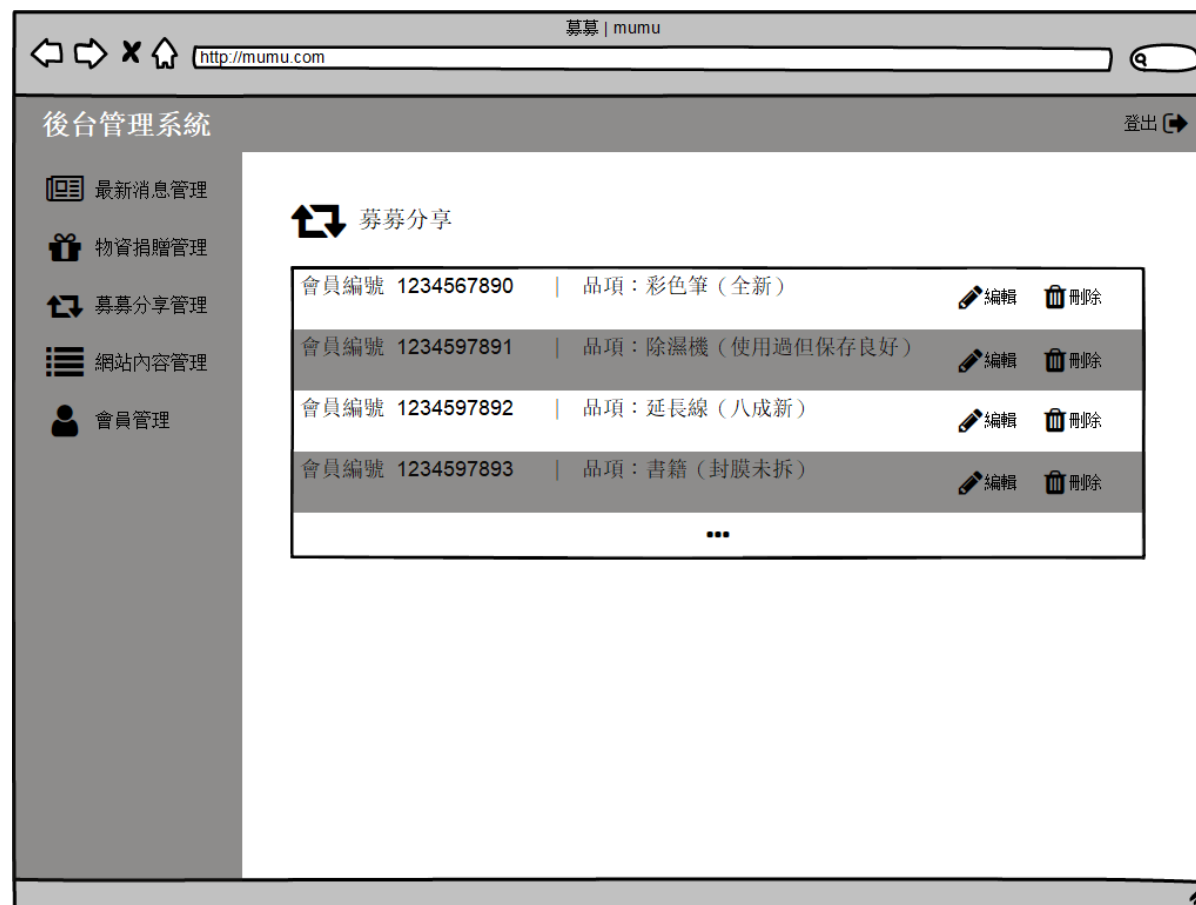 募募 | mumu
http://mumu.com
後台管理系統
登出
最新消息管理
物資捐贈管理
募募分享管理
網站內容管理
會員管理
募募分享
會員編號 1234567890 | 品項：彩色筆（全新） 編輯 刪除
會員編號 1234597891 | 品項：除濕機（使用過但保存良好） 編輯 刪除
會員編號 1234597892 | 品項：延長線（八成新） 編輯 刪除
會員編號 1234597893 | 品項：書籍（封膜未拆） 編輯 刪除
...